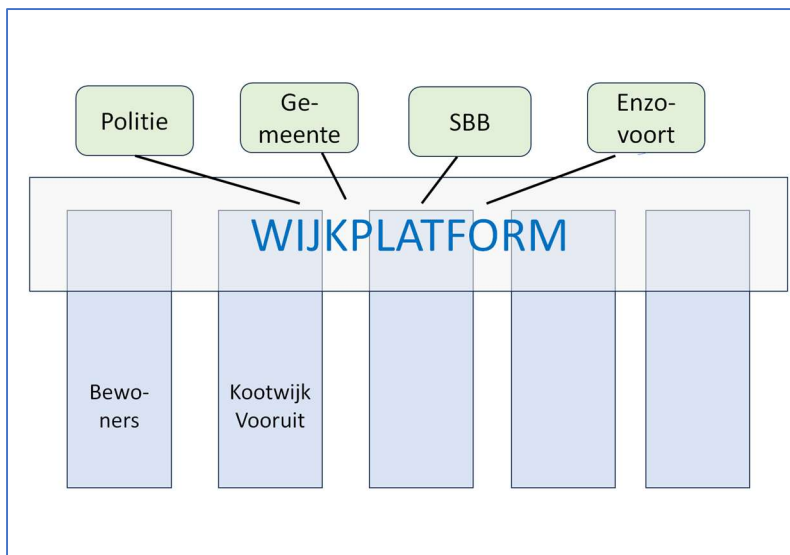 Politie
Ge-
meente
SBB
Enzo-
voort
WIJKPLATFORM
Bewo-
ners
Kootwijk
Vooruit